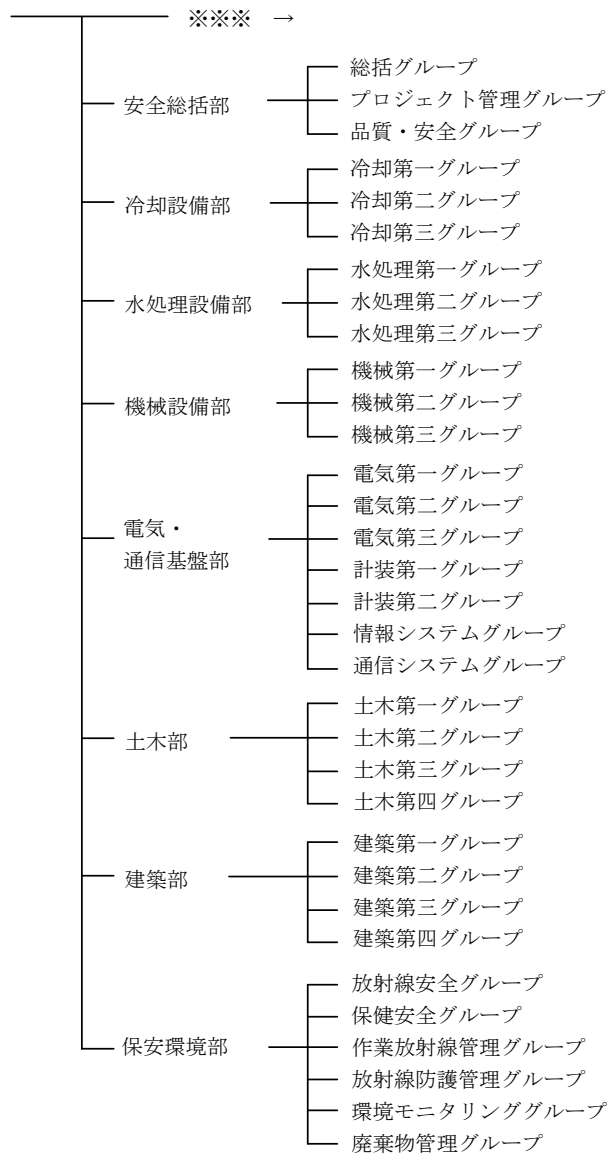 ※※※ →
安全総括部
総括グループ
プロジェクト管理グループ
品質・安全グループ
冷却設備部
冷却第一グループ
冷却第二グループ
冷却第三グループ
水処理設備部
水処理第一グループ
水処理第二グループ
水処理第三グループ
機械設備部
機械第一グループ
機械第二グループ
機械第三グループ
電気・
通信基盤部
電気第一グループ
電気第二グループ
電気第三グループ
計装第一グループ
計装第二グループ
情報システムグループ
通信システムグループ
土木部
土木第一グループ
土木第二グループ
土木第三グループ
土木第四グループ
建築部
建築第一グループ
建築第二グループ
建築第三グループ
建築第四グループ
保安環境部
放射線安全グループ
保健安全グループ
作業放射線管理グループ
放射線防護管理グループ
環境モニタリンググループ
廃棄物管理グループ